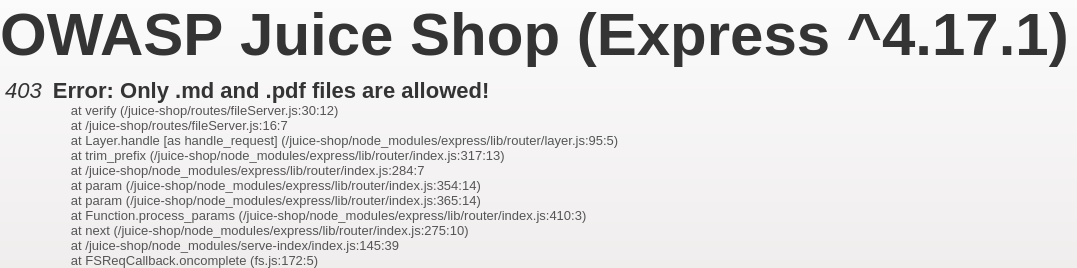 OWASP Juice Shop (Express ^4.17.1)
403 Error: Only .md and .pdf files are allowed!
at verify (/juice-shop/routes/fileServer.js:30:12)
at /juice-shop/routes/fileServer.js:16:7
at Layer.handle [as handle_request] (/juice-shop/node_modules/express/lib/router/layer.js:95:5)
at trim_prefix (/juice-shop/node_modules/express/lib/router/index.js:317:13)
at /juice-shop/node_modules/express/lib/router/index.js:284:7
at param (/juice-shop/node_modules/express/lib/router/index.js:354:14)
at param (/juice-shop/node_modules/express/lib/router/index.js:365:14)
at Function.process_params (/juice-shop/node_modules/express/lib/router/index.js:410:3)
at next (/juice-shop/node_modules/express/lib/router/index.js:275:10)
at /juice-shop/node_modules/serve-index/index.js:145:39
at FSReqCallback.oncomplete (fs.js:172:5)